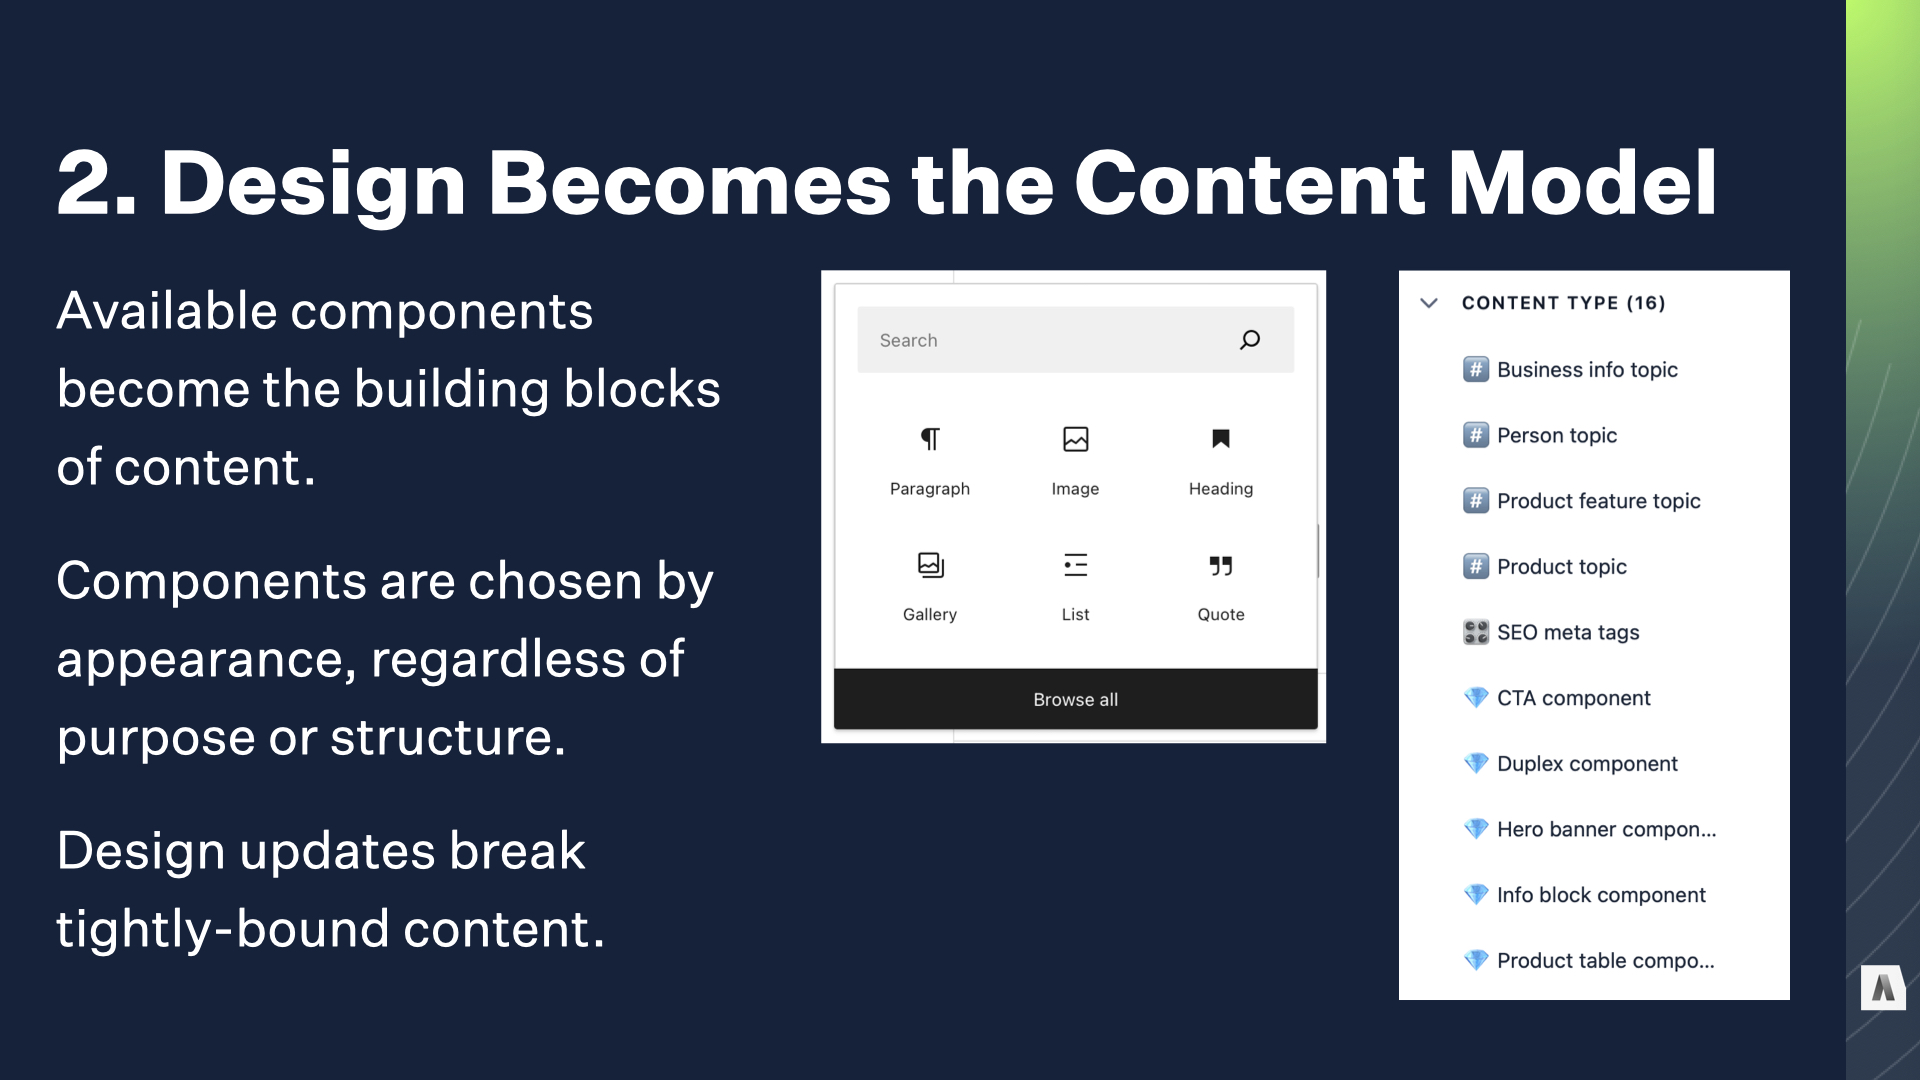 2. Design Becomes the Content Model
Available components
become the building blocks
of content.
Components are chosen by
appearance, regardless of
purpose or structure.
Design updates break
tightly-bound content.
Search
Paragraph
Image
Heading
Gallery
List
Quote
Browse all
CONTENT TYPE (16)
Business info topic
Person topic
Product feature topic
Product topic
SEO meta tags
CTA component
Duplex component
Hero banner compon...
Info block component
Product table compo...